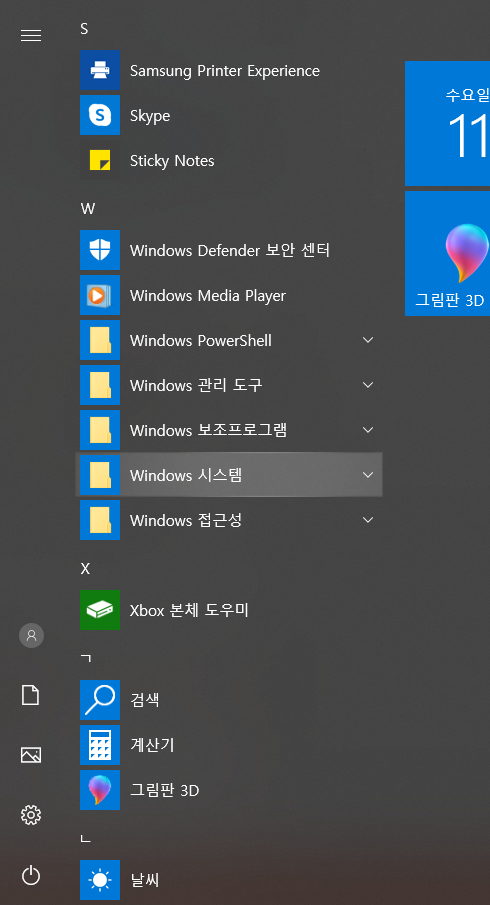 S
Samsung Printer Experience
Skype
Sticky Notes
W
Windows Defender 보안 센터
Windows Media Player
Windows PowerShell
Windows 관리 도구
Windows 보조프로그램
Windows 시스템
Windows 접근성
X
Xbox 본체 도우미
ㄱ
검색
계산기
그림판 3D
ㄴ
날씨
수요일
11
그림판 3D